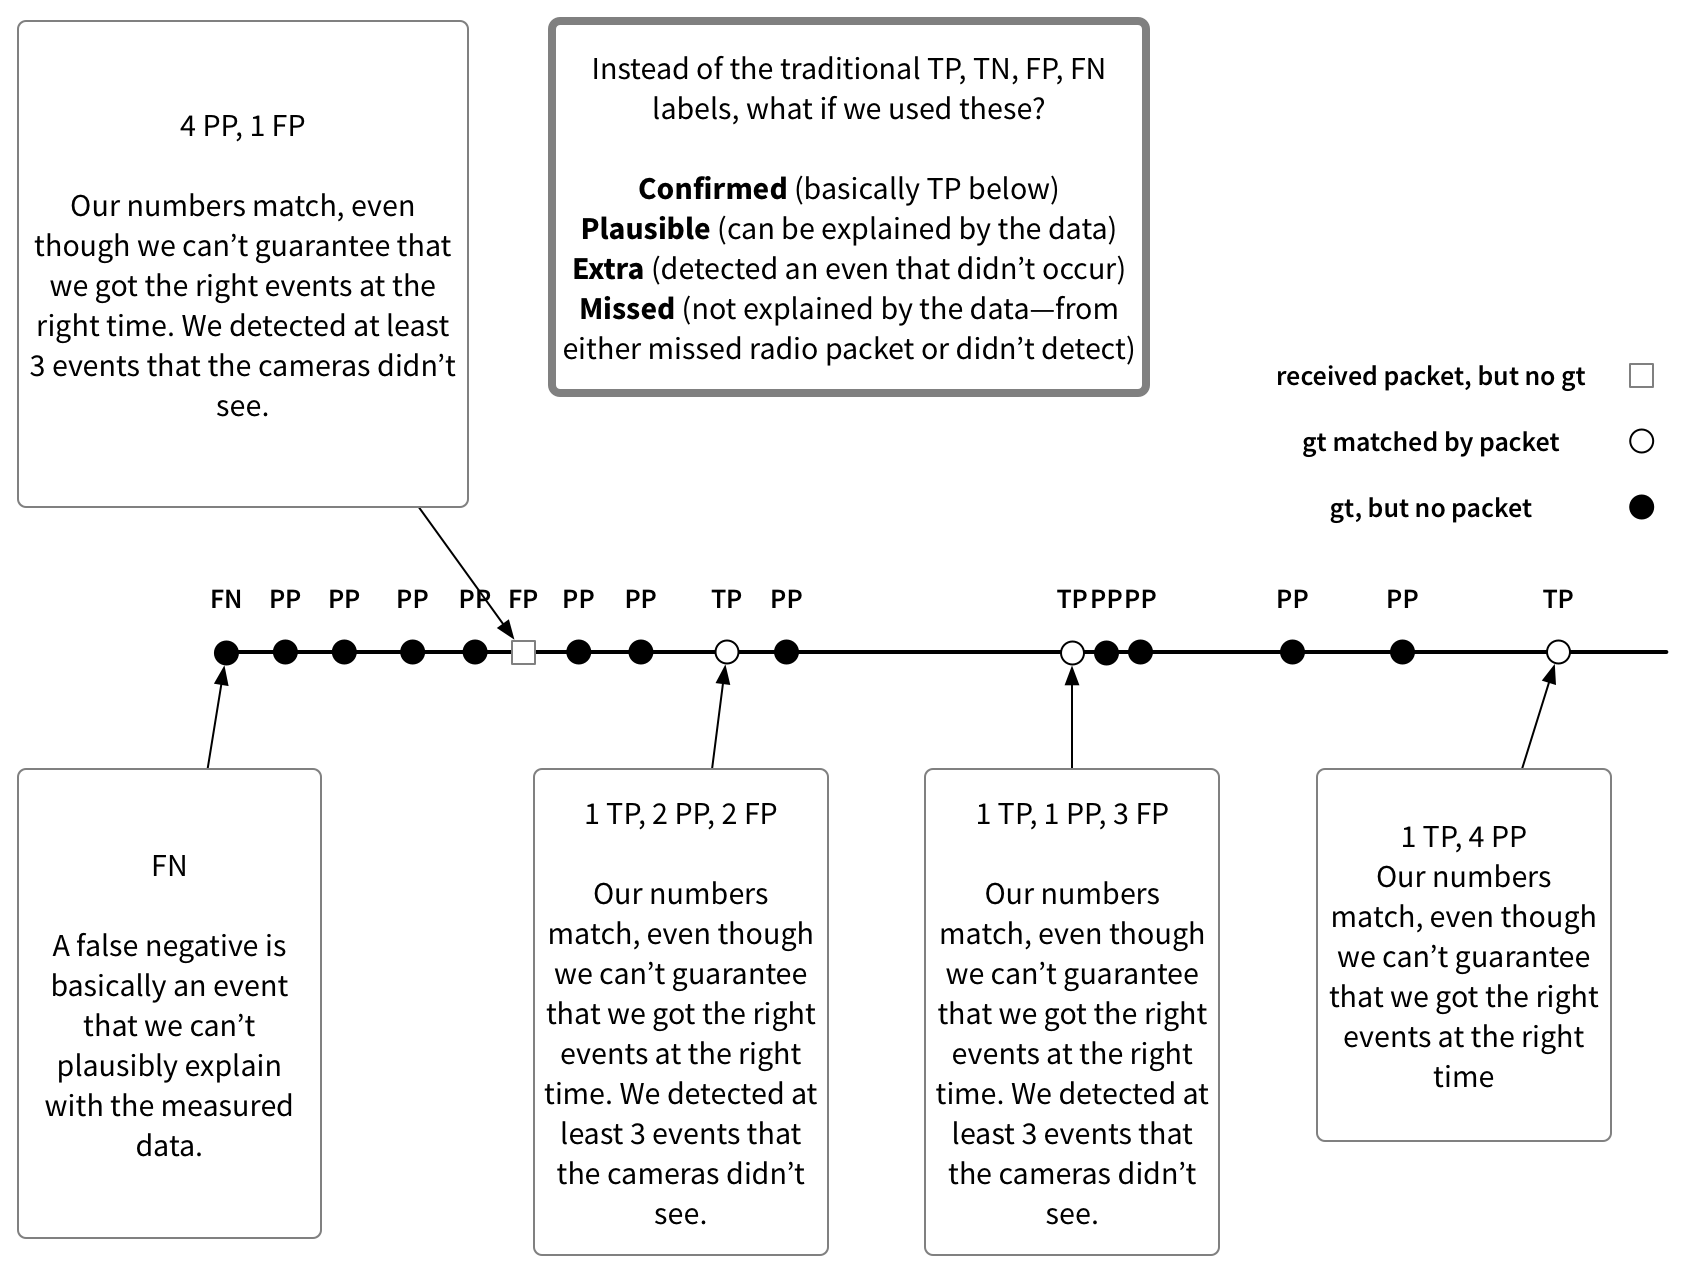 4 PP, 1 FP
Our numbers match, even
though we can’t guarantee that
we got the right events at the
right time. We detected at least
3 events that the cameras didn’t
see.
Instead of the traditional TP, TN, FP, FN
labels, what if we used these?
Confirmed (basically TP below)
Plausible (can be explained by the data)
Extra (detected an even that didn’t occur)
Missed (not explained by the data—from
either missed radio packet or didn’t detect)
received packet, but no gt
gt matched by packet
gt, but no packet
FN PP PP PP PP FP PP PP TP PP TP PP PP PP PP TP
FN
A false negative is
basically an event
that we can’t
plausibly explain
with the measured
data.
1 TP, 2 PP, 2 FP
Our numbers
match, even though
we can’t guarantee
that we got the right
events at the right
time. We detected at
least 3 events that
the cameras didn’t
see.
1 TP, 1 PP, 3 FP
Our numbers
match, even though
we can’t guarantee
that we got the right
events at the right
time. We detected at
least 3 events that
the cameras didn’t
see.
1 TP, 4 PP
Our numbers
match, even though
we can’t guarantee
that we got the right
events at the right
time